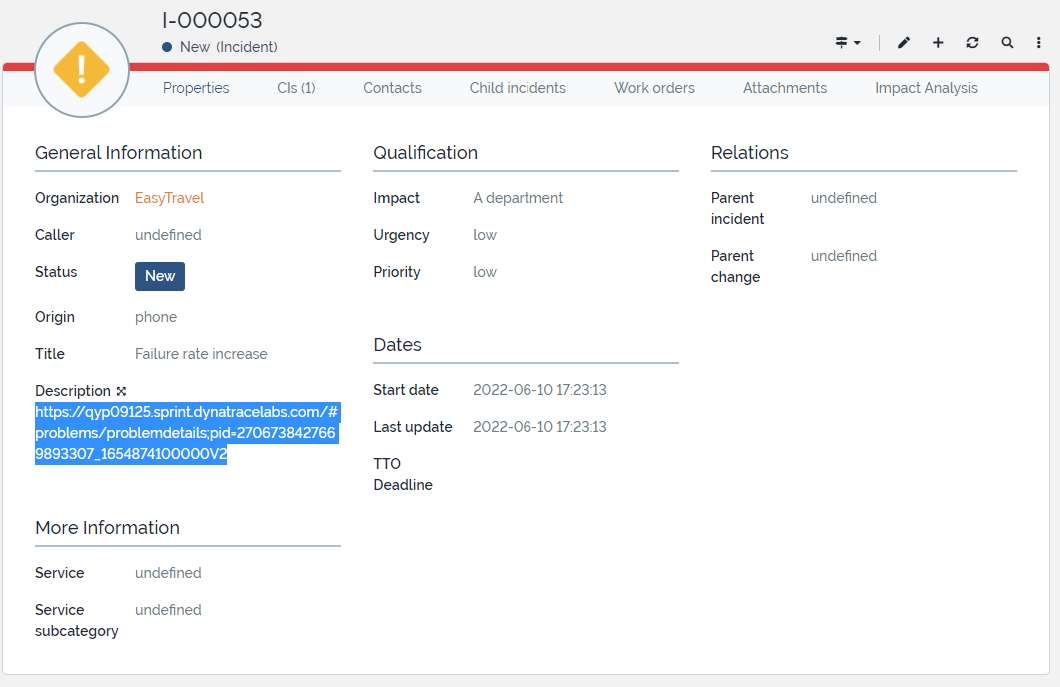 I-000053
New (Incident)
Properties CIs (1) Contacts Child incidents Work orders Attachments Impact Analysis
General Information
Organization EasyTravel
Caller undefined
Status New
Origin phone
Title Failure rate increase
Description
https://qyp09125.sprint.dynatracelabs.com/#
problems/problemdetails;pid=270673842766
9893307_1654874100000V2
More Information
Service undefined
Service
subcategory undefined
Qualification
Impact A department
Urgency low
Priority low
Dates
Start date 2022-06-10 17:23:13
Last update 2022-06-10 17:23:13
TTO
Deadline
Relations
Parent
incident undefined
Parent
change undefined